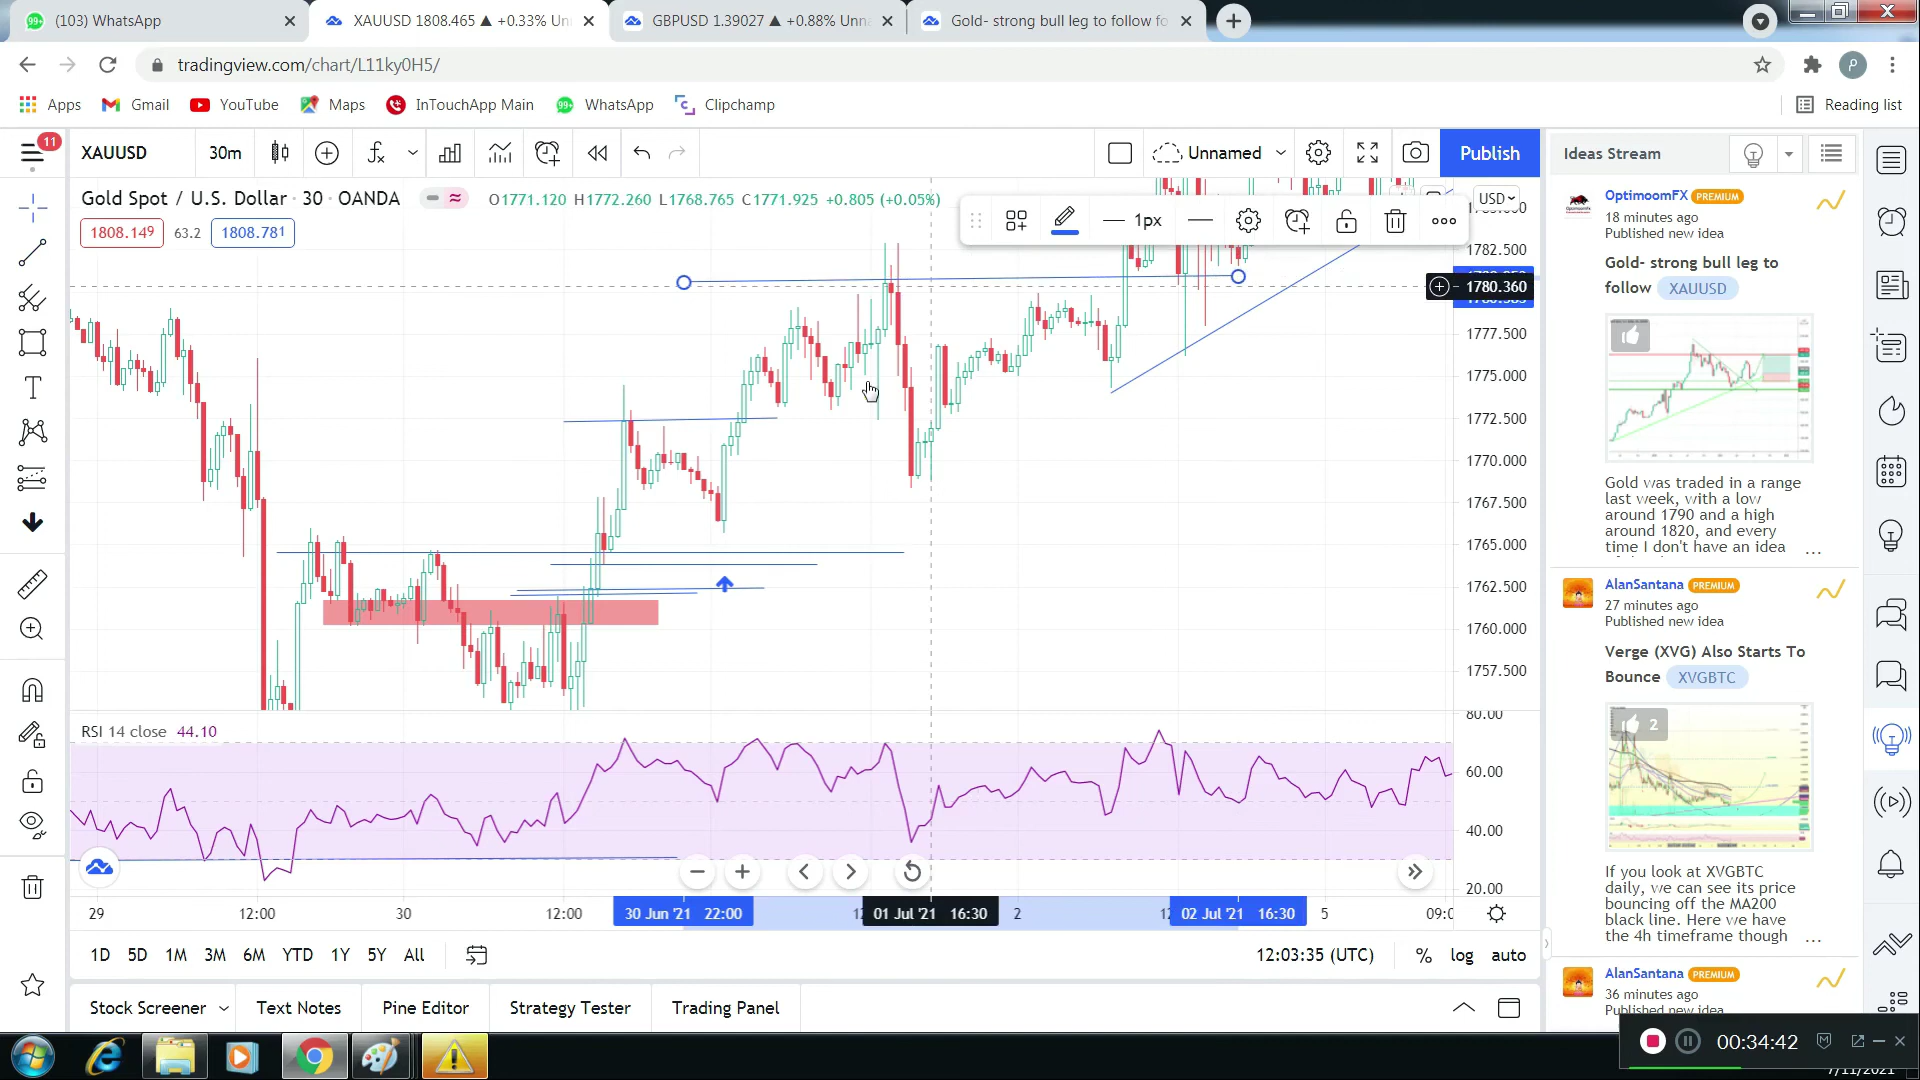 (103) WhatsApp
XAUUSD 1808.465 ▲ +0.33% Un
GBPUSD 1.39027 ▲ +0.88% Unn
Gold- strong bull leg to follow fo
tradingview.com/chart/L11ky0H5/
P
Apps
Gmail
YouTube
Maps
InTouchApp Main
99+
WhatsApp
Clipchamp
Reading list
11
XAUUSD
30m
Unnamed
Publish
Ideas Stream
Gold Spot / U.S. Dollar · 30 · OANDA
O1771.120 H1772.260 L1768.765 C1771.925 +0.805 (+0.05%)
1808.149
63.2
1808.781
1px
USD
1782.500
1780.360
1777.500
1775.000
1772.500
1770.000
1767.500
1765.000
1762.500
1760.000
1757.500
RSI 14 close 44.10
80.00
60.00
40.00
20.00
29
12:00
30
12:00
30 Jun '21 22:00
01 Jul '21 16:30
2
02 Jul '21 16:30
5
1D
5D
1M
3M
6M
YTD
1Y
5Y
All
12:03:35 (UTC)
%
log
auto
Stock Screener
Text Notes
Pine Editor
Strategy Tester
Trading Panel
OptimoomFX PREMIUM
18 minutes ago
Published new idea
Gold- strong bull leg to
follow XAUUSD
Gold was traded in a range
last week, with a low
around 1790 and a high
around 1820, and every
time I don't have an idea
...
AlanSantana PREMIUM
27 minutes ago
Published new idea
Verge (XVG) Also Starts To
Bounce XVGBTC
2
If you look at XVGBTC
daily, we can see its price
bouncing off the MA200
black line. Here we have
the 4h timeframe though
...
AlanSantana PREMIUM
36 minutes ago
Published new idea
00:34:42
7/11/2021